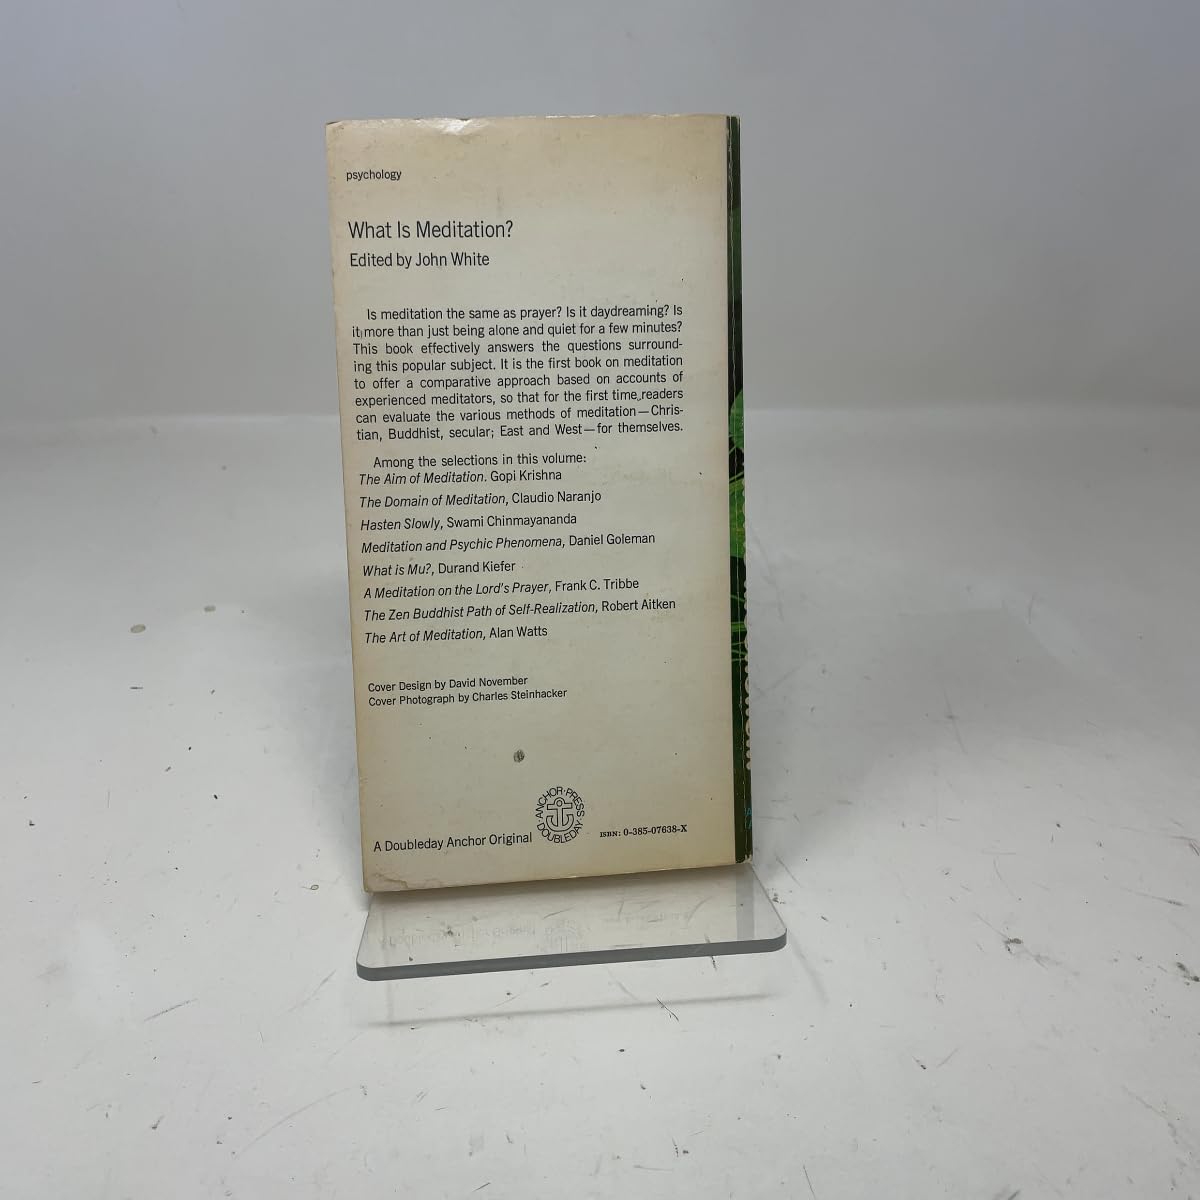 psychology
What Is Meditation?
Edited by John White
Is meditation the same as prayer? Is it daydreaming? Is
it more than just being alone and quiet for a few minutes?
This book effectively answers the questions surround-
ing this popular subject. It is the first book on meditation
to offer a comparative approach based on accounts of
experienced meditators, so that for the first time readers
can evaluate the various methods of meditation—Chris-
tian, Buddhist, secular; East and West—for themselves.
Among the selections in this volume:
The Aim of Meditation. Gopi Krishna
The Domain of Meditation, Claudio Naranjo
Hasten Slowly, Swami Chinmayananda
Meditation and Psychic Phenomena, Daniel Goleman
What is Mu?, Durand Kiefer
A Meditation on the Lord's Prayer, Frank C. Tribbe
The Zen Buddhist Path of Self-Realization, Robert Aitken
The Art of Meditation, Alan Watts
Cover Design by David November
Cover Photograph by Charles Steinhacker
ANCHOR·PRESS·DOUBLEDAY·
A Doubleday Anchor Original
ISBN: 0-385-07638-X